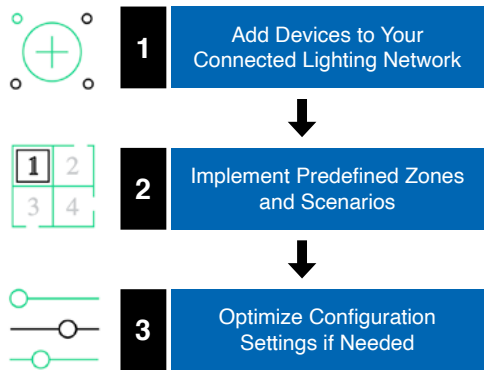 1
Add Devices to Your
Connected Lighting Network
1 2
3 4
2
Implement Predefined Zones
and Scenarios
3
Optimize Configuration
Settings if Needed